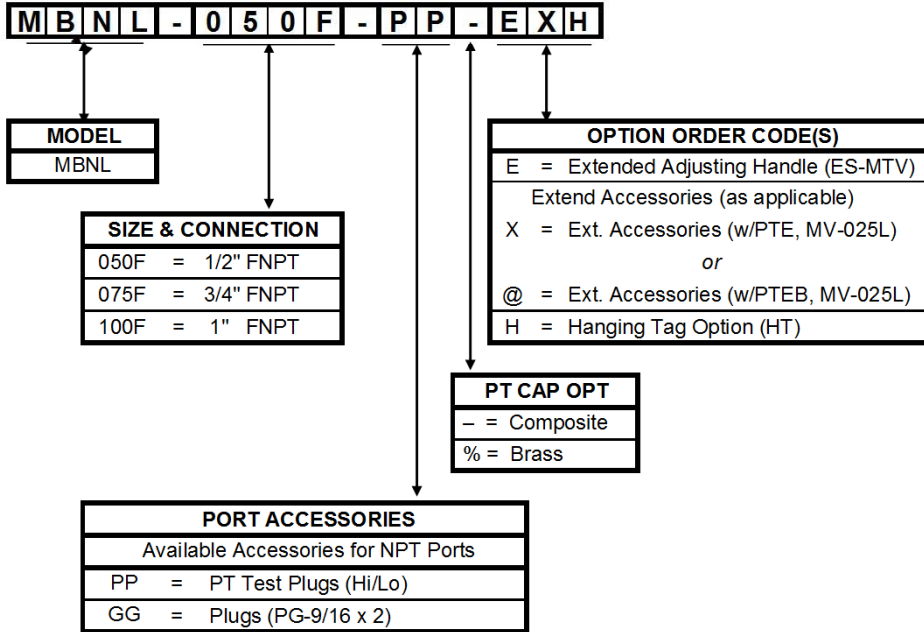 MBNL-050F-PP-EXH
MODEL
MBNL
SIZE & CONNECTION
050F = 1/2" FNPT
075F = 3/4" FNPT
100F = 1" FNPT
OPTION ORDER CODE(S)
E = Extended Adjusting Handle (ES-MTV)
Extend Accessories (as applicable)
X = Ext. Accessories (w/PTE, MV-025L)
or
@ = Ext. Accessories (w/PTEB, MV-025L)
H = Hanging Tag Option (HT)
PT CAP OPT
– = Composite
% = Brass
PORT ACCESSORIES
Available Accessories for NPT Ports
PP = PT Test Plugs (Hi/Lo)
GG = Plugs (PG-9/16 x 2)